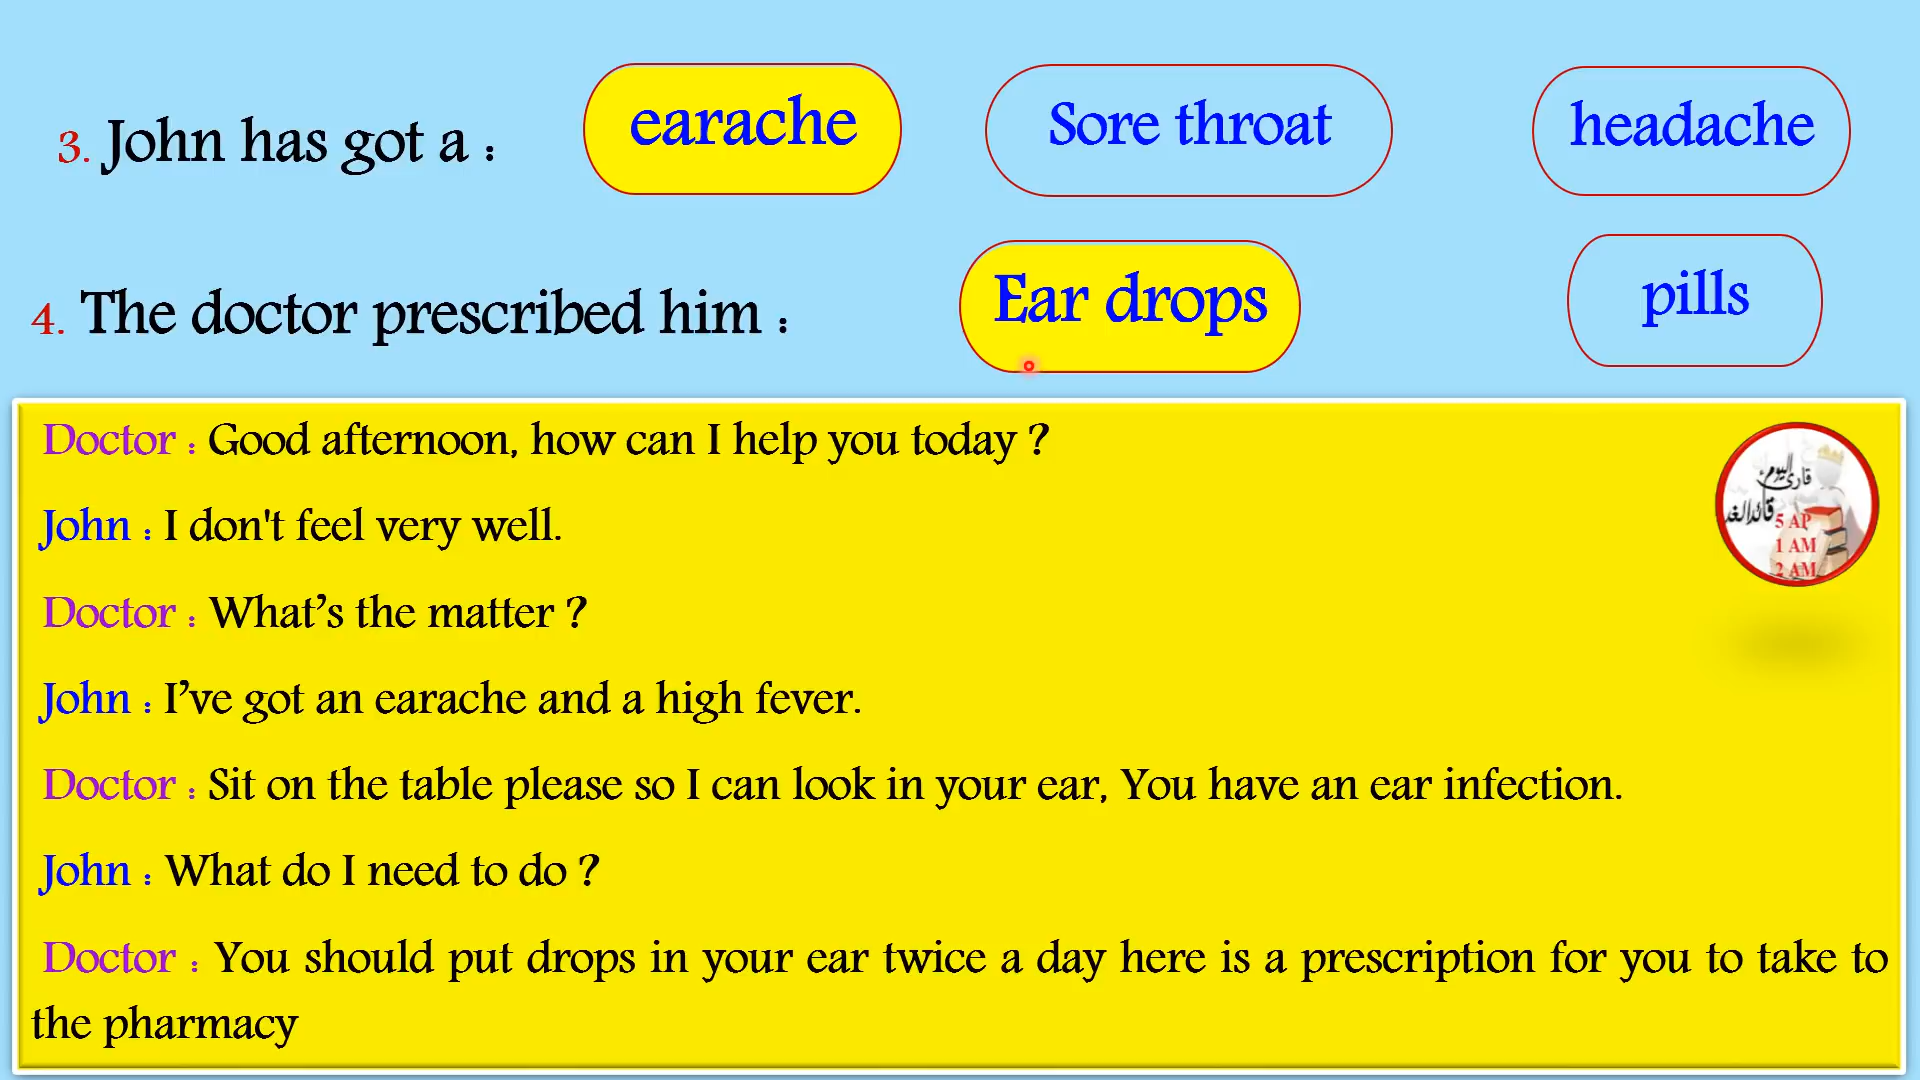 3. John has got a : earache Sore throat headache
4. The doctor prescribed him : Ear drops pills
Doctor : Good afternoon, how can I help you today ?
John : I don't feel very well.
Doctor : What’s the matter ?
John : I’ve got an earache and a high fever.
Doctor : Sit on the table please so I can look in your ear, You have an ear infection.
John : What do I need to do ?
Doctor : You should put drops in your ear twice a day here is a prescription for you to take to
the pharmacy
قارئ اليوم
قائد الغد
5 AP
1 AM
2 AM